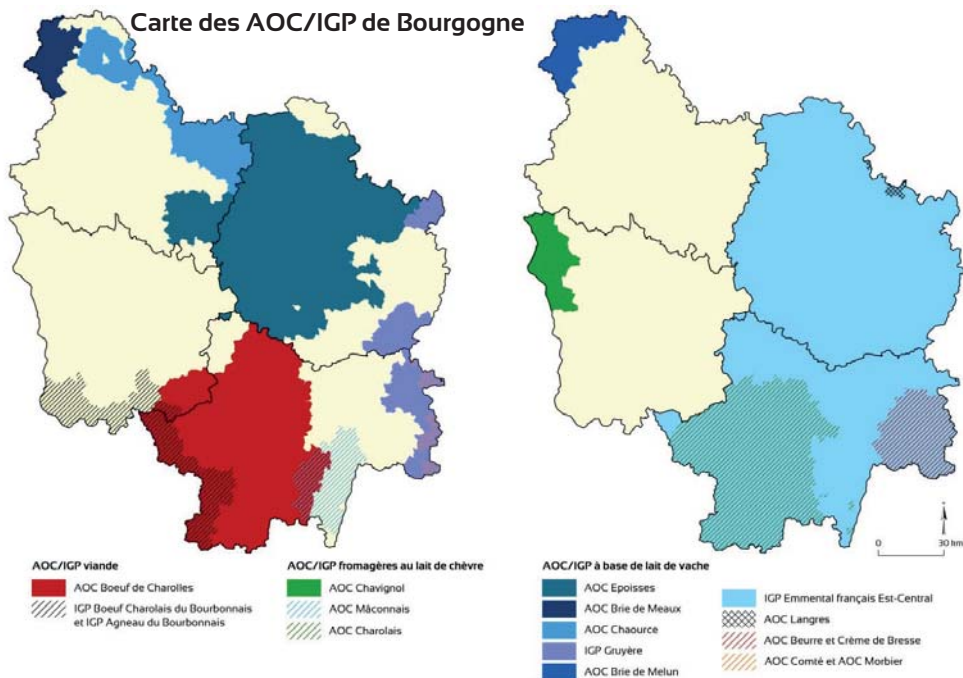 Carte des AOC/IGP de Bourgogne
0 30 km
AOC/IGP viande
AOC Boeuf de Charolles
IGP Boeuf Charolais du Bourbonnais
et IGP Agneau du Bourbonnais
AOC/IGP fromagères au lait de chèvre
AOC Chavignol
AOC Mâconnais
AOC Charolais
AOC/IGP à base de lait de vache
AOC Epoisses
AOC Brie de Meaux
AOC Chaource
IGP Gruyère
AOC Brie de Melun
IGP Emmental français Est-Central
AOC Langres
AOC Beurre et Crème de Bresse
AOC Comté et AOC Morbier